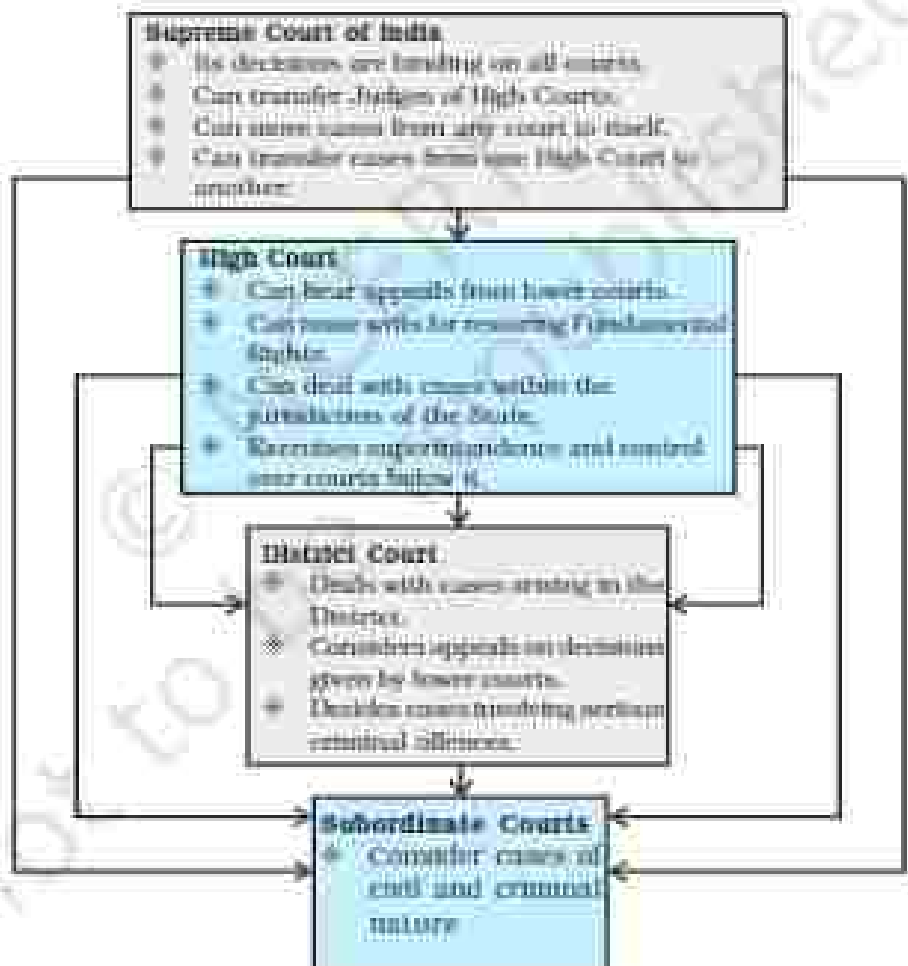 Supreme Court of India
Its decisions are binding on all courts.
Can transfer Judges of High Courts.
Can move cases from any court to itself.
Can transfer cases from one High Court to
another.
High Court
Can hear appeals from lower courts.
Can issue writs for restoring Fundamental
Rights.
Can deal with cases within the
jurisdiction of the State.
Exercises superintendence and control
over courts below it.
District Court
Deals with cases arising in the
District.
Considers appeals on decisions
given by lower courts.
Decides cases involving serious
criminal offences.
Subordinate Courts
Consider cases of
civil and criminal
nature